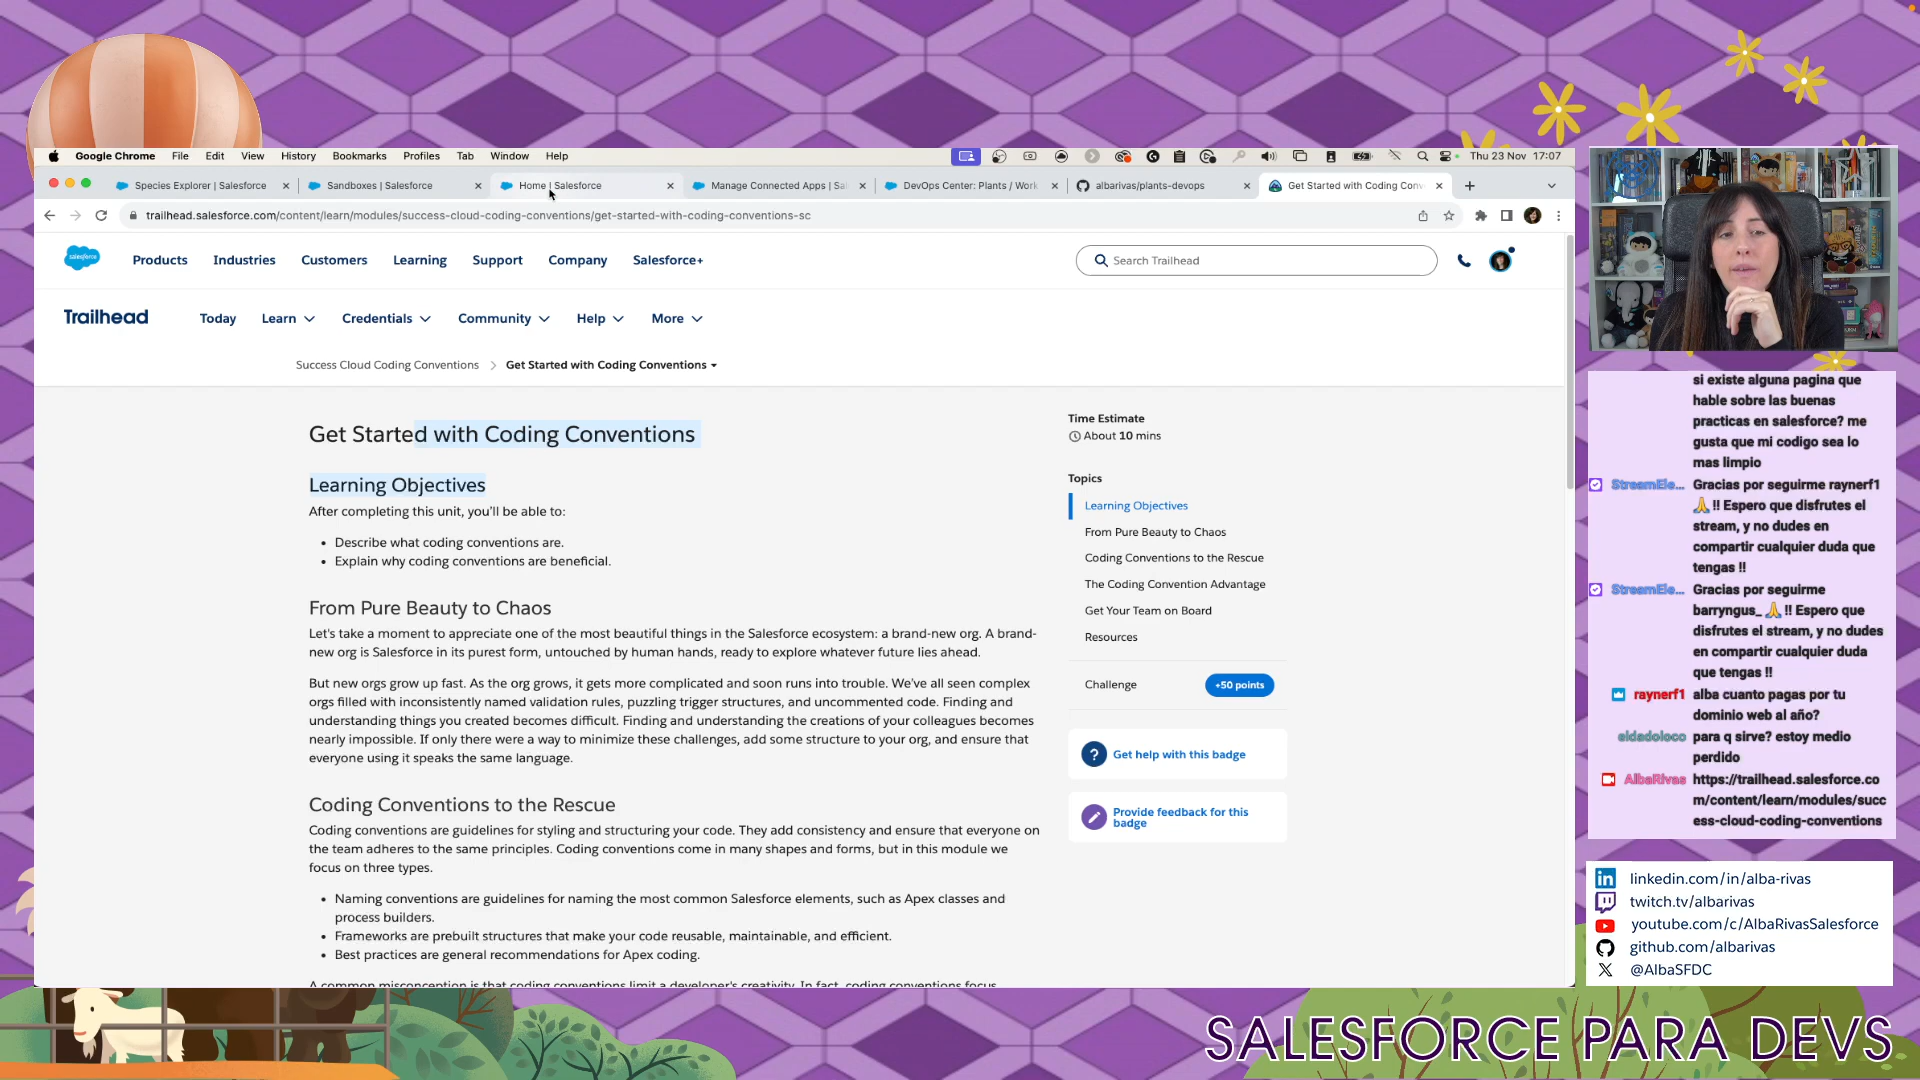 Google Chrome File Edit View History Bookmarks Profiles Tab Window Help Thu 23 Nov 17:07
Species Explorer | Salesforce
Sandboxes | Salesforce
Home | Salesforce
Manage Connected Apps | Sal
DevOps Center: Plants / Work
albarivas/plants-devops
Get Started with Coding Conv
trailhead.salesforce.com/content/learn/modules/success-cloud-coding-conventions/get-started-with-coding-conventions-sc
salesforce
Products Industries Customers Learning Support Company Salesforce+
Search Trailhead
Trailhead
Today Learn Credentials Community Help More
Success Cloud Coding Conventions > Get Started with Coding Conventions
Get Started with Coding Conventions
Learning Objectives
After completing this unit, you'll be able to:
• Describe what coding conventions are.
• Explain why coding conventions are beneficial.
From Pure Beauty to Chaos
Let's take a moment to appreciate one of the most beautiful things in the Salesforce ecosystem: a brand-new org. A brand-
new org is Salesforce in its purest form, untouched by human hands, ready to explore whatever future lies ahead.
But new orgs grow up fast. As the org grows, it gets more complicated and soon runs into trouble. We've all seen complex
orgs filled with inconsistently named validation rules, puzzling trigger structures, and uncommented code. Finding and
understanding things you created becomes difficult. Finding and understanding the creations of your colleagues becomes
nearly impossible. If only there were a way to minimize these challenges, add some structure to your org, and ensure that
everyone using it speaks the same language.
Coding Conventions to the Rescue
Coding conventions are guidelines for styling and structuring your code. They add consistency and ensure that everyone on
the team adheres to the same principles. Coding conventions come in many shapes and forms, but in this module we
focus on three types.
• Naming conventions are guidelines for naming the most common Salesforce elements, such as Apex classes and
process builders.
• Frameworks are prebuilt structures that make your code reusable, maintainable, and efficient.
• Best practices are general recommendations for Apex coding.
A common misconception is that coding conventions limit a developer's creativity. In fact, coding conventions focus
Time Estimate
About 10 mins
Topics
Learning Objectives
From Pure Beauty to Chaos
Coding Conventions to the Rescue
The Coding Convention Advantage
Get Your Team on Board
Resources
Challenge +50 points
? Get help with this badge
Provide feedback for this
badge
si existe alguna pagina que
hable sobre las buenas
practicas en salesforce? me
gusta que mi codigo sea lo
mas limpio
StreamEle... Gracias por seguirme raynerf1
🙏 !! Espero que disfrutes el
stream, y no dudes en
compartir cualquier duda que
tengas !!
StreamEle... Gracias por seguirme
barryngus_ 🙏 !! Espero que
disfrutes el stream, y no dudes
en compartir cualquier duda
que tengas !!
raynerf1 alba cuanto pagas por tu
dominio web al año?
eldadoloco para q sirve? estoy medio
perdido
AlbaRivas https://trailhead.salesforce.co
m/content/learn/modules/succ
ess-cloud-coding-conventions
in linkedin.com/in/alba-rivas
twitch.tv/albarivas
youtube.com/c/AlbaRivasSalesforce
github.com/albarivas
X @AlbaSFDC
SALESFORCE PARA DEVS